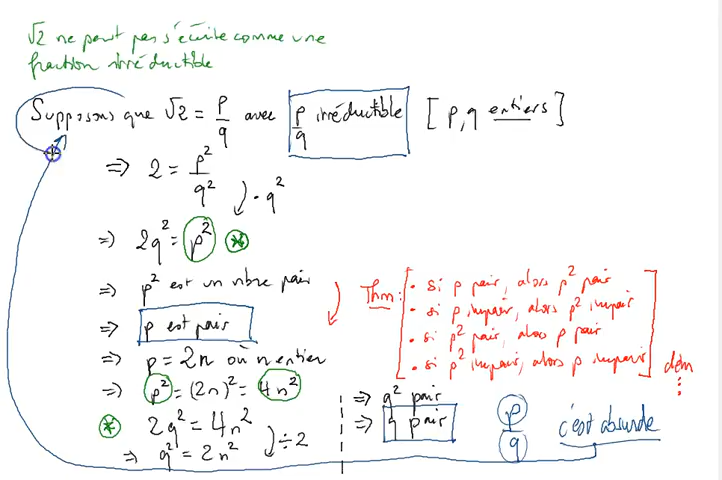 √2 ne peut pas s'écrire comme une
fraction irréductible
Supposons que √2 = p/q avec p/q irréductible [p,q entiers]
⇒ 2 = p²/q²
· q²
⇒ 2q² = p² *
⇒ p² est un nbre pair
⇒ p est pair
⇒ p = 2n où n entier
⇒ p² = (2n)² = 4n²
* 2q² = 4n²
⇒ q² = 2n² ÷2
Thm:
• si p pair, alors p² pair
• si p impair, alors p² impair
• si p² pair, alors p pair
• si p² impair, alors p impair
dém
⋮
⇒ q² pair
⇒ q pair
p/q c'est absurde